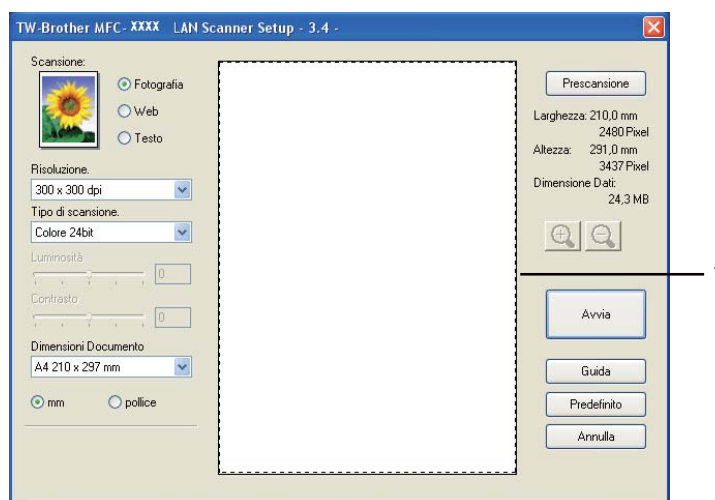 TW-Brother MFC- XXXX LAN Scanner Setup - 3.4 -
Scansione:
Fotografia
Web
Testo
Risoluzione.
300 x 300 dpi
Tipo di scansione.
Colore 24bit
Luminosità
0
Contrasto
0
Dimensioni Documento
A4 210 x 297 mm
mm
pollice
Prescansione
Larghezza: 210,0 mm
2480 Pixel
Altezza: 291,0 mm
3437 Pixel
Dimensione Dati:
24,3 MB
Avvia
Guida
Predefinito
Annulla